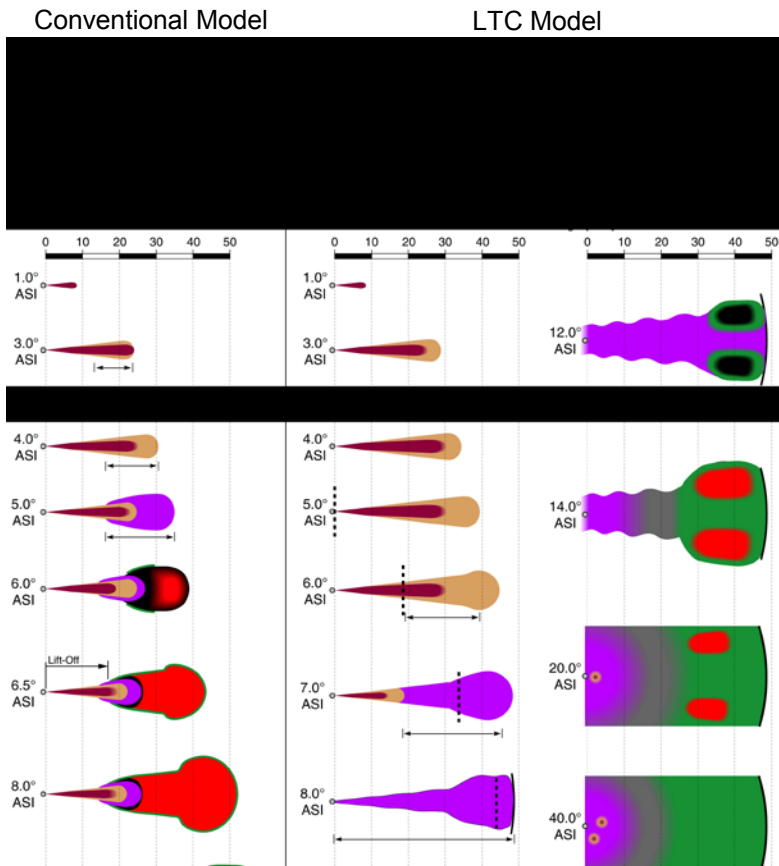 Conventional Model
LTC Model
0 10 20 30 40 50
0 10 20 30 40 50
0 10 20 30 40 50
1.0°
ASI
1.0°
ASI
3.0°
ASI
3.0°
ASI
12.0°
ASI
4.0°
ASI
4.0°
ASI
5.0°
ASI
5.0°
ASI
14.0°
ASI
6.0°
ASI
6.0°
ASI
Lift-Off
6.5°
ASI
7.0°
ASI
20.0°
ASI
8.0°
ASI
8.0°
ASI
40.0°
ASI